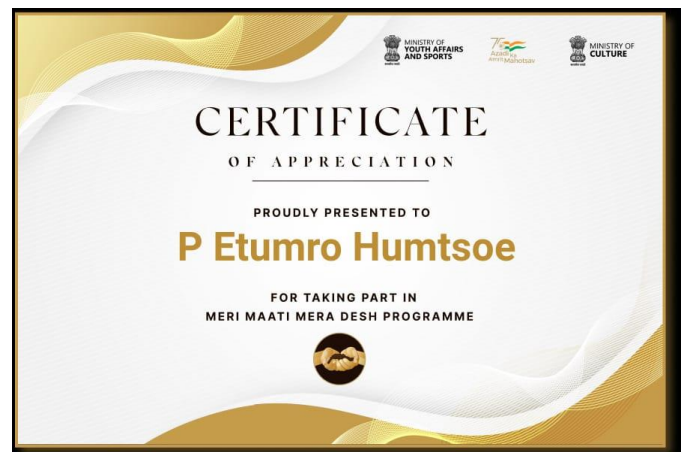 MINISTRY OF
YOUTH AFFAIRS
AND SPORTS
Azadi Ka
Amrit Mahotsav
MINISTRY OF
CULTURE
CERTIFICATE
OF APPRECIATION
PROUDLY PRESENTED TO
P Etumro Humtsoe
FOR TAKING PART IN
MERI MAATI MERA DESH PROGRAMME